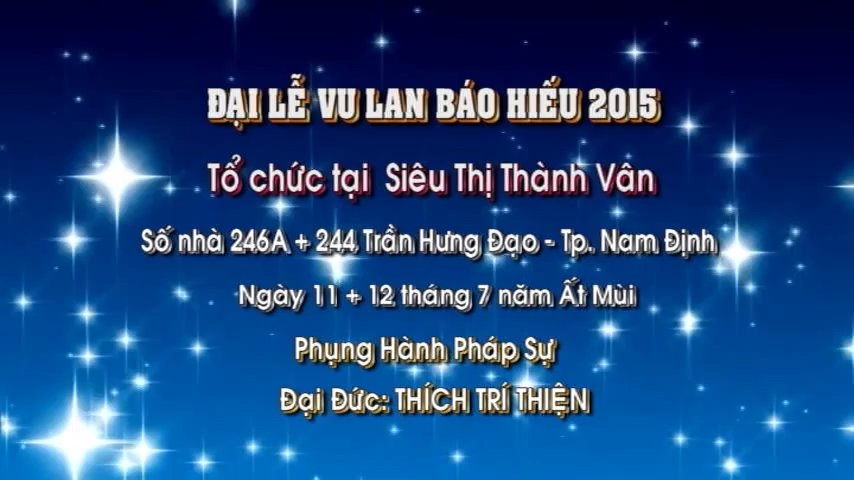 ĐẠI LỄ VU LAN BÁO HIẾU 2015
Tổ chức tại Siêu Thị Thành Vân
Số nhà 246A + 244 Trần Hưng Đạo - Tp. Nam Định
Ngày 11 + 12 tháng 7 năm Ất Mùi
Phụng Hành Pháp Sự
Đại Đức: THÍCH TRÍ THIỆN